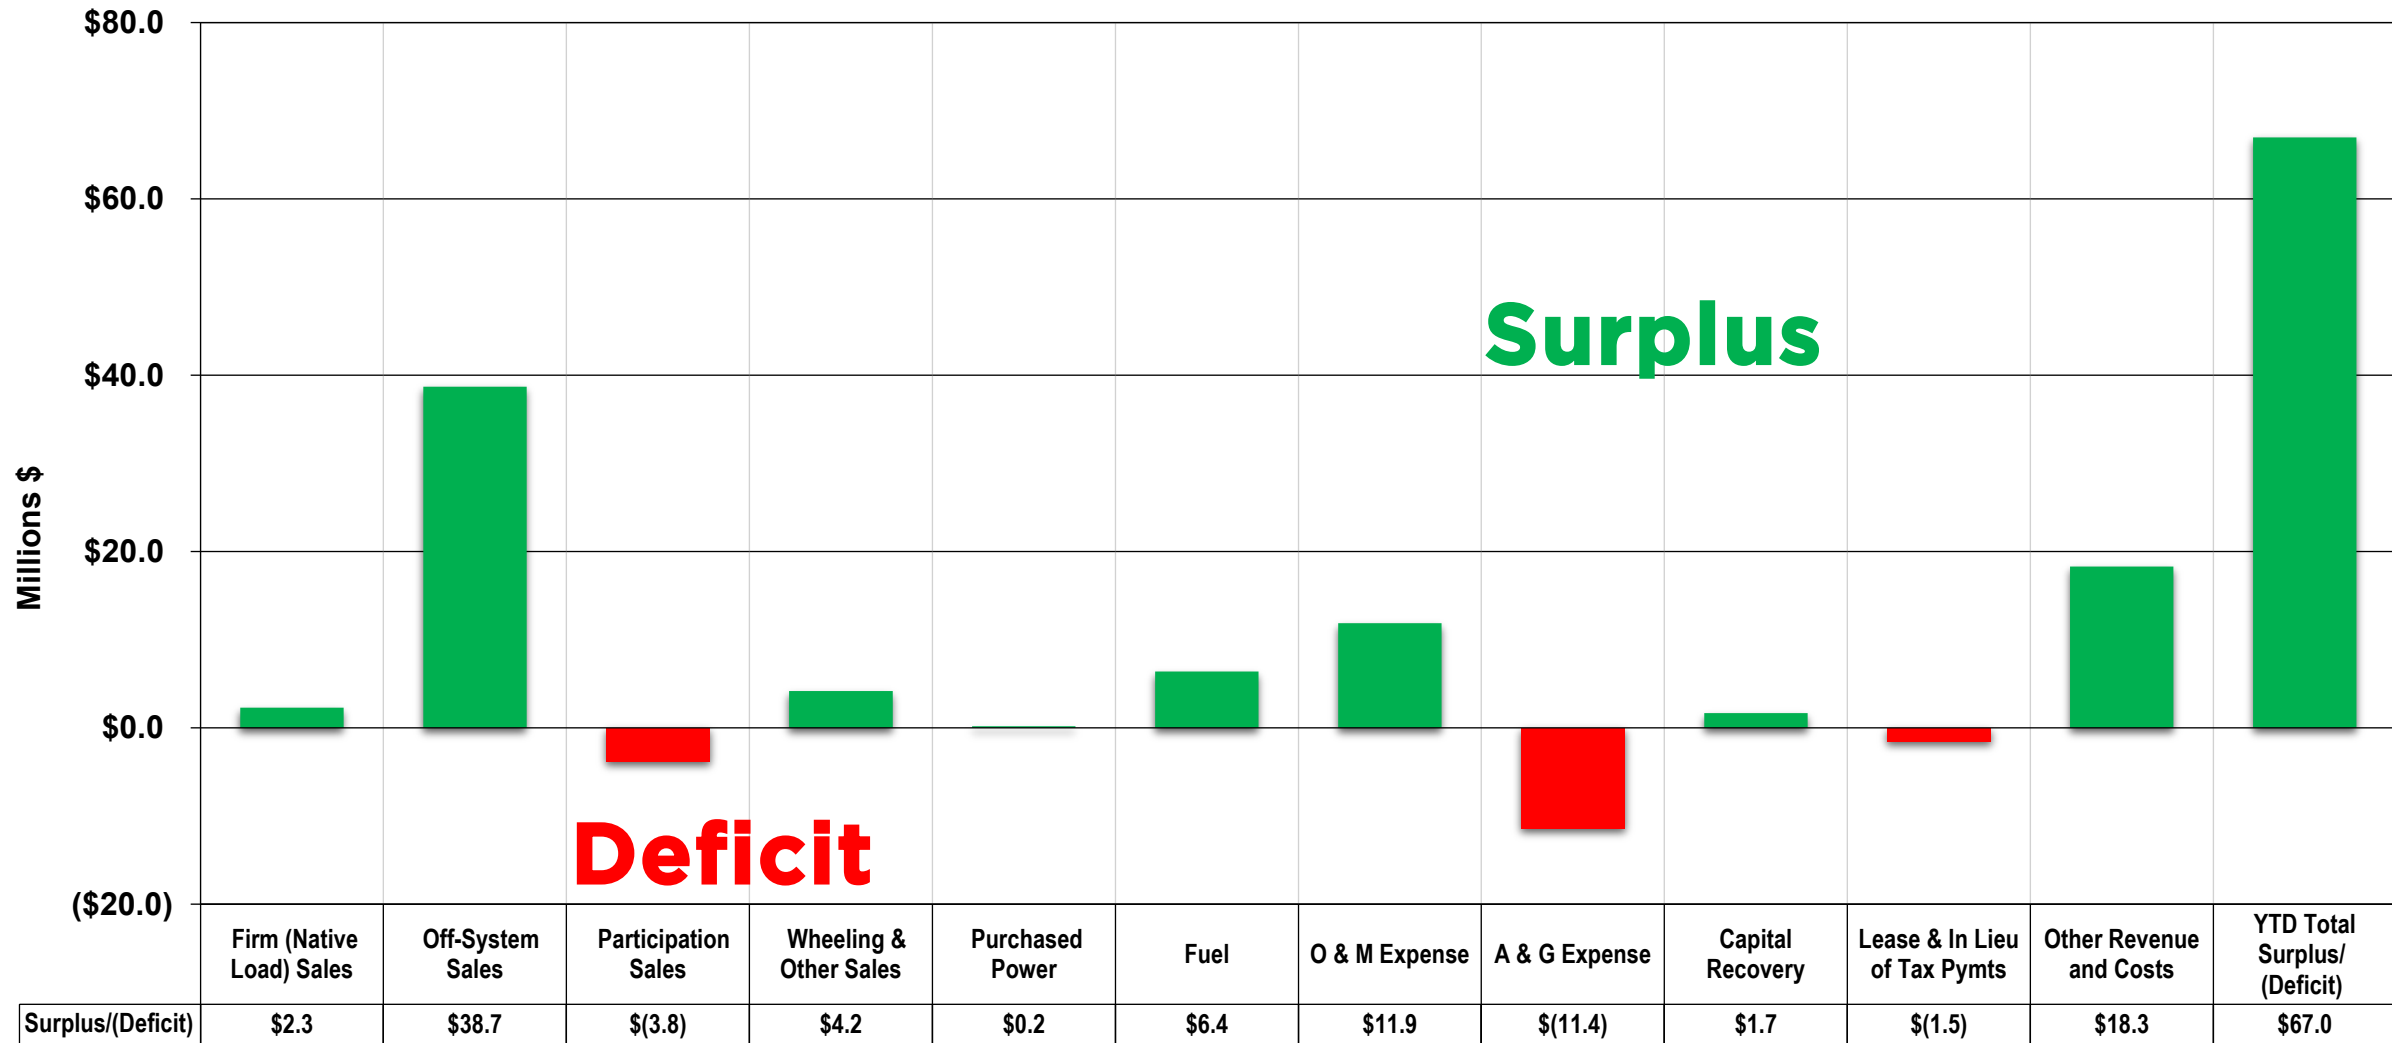 $80.0
$60.0
$40.0
$20.0
$0.0
($20.0)
Millions $
Surplus
Deficit
Firm (Native
Load) Sales
Off-System
Sales
Participation
Sales
Wheeling &
Other Sales
Purchased
Power
Fuel
O & M Expense
A & G Expense
Capital
Recovery
Lease & In Lieu
of Tax Pymts
Other Revenue
and Costs
YTD Total
Surplus/
(Deficit)
Surplus/(Deficit) $2.3 $38.7 $(3.8) $4.2 $0.2 $6.4 $11.9 $(11.4) $1.7 $(1.5) $18.3 $67.0